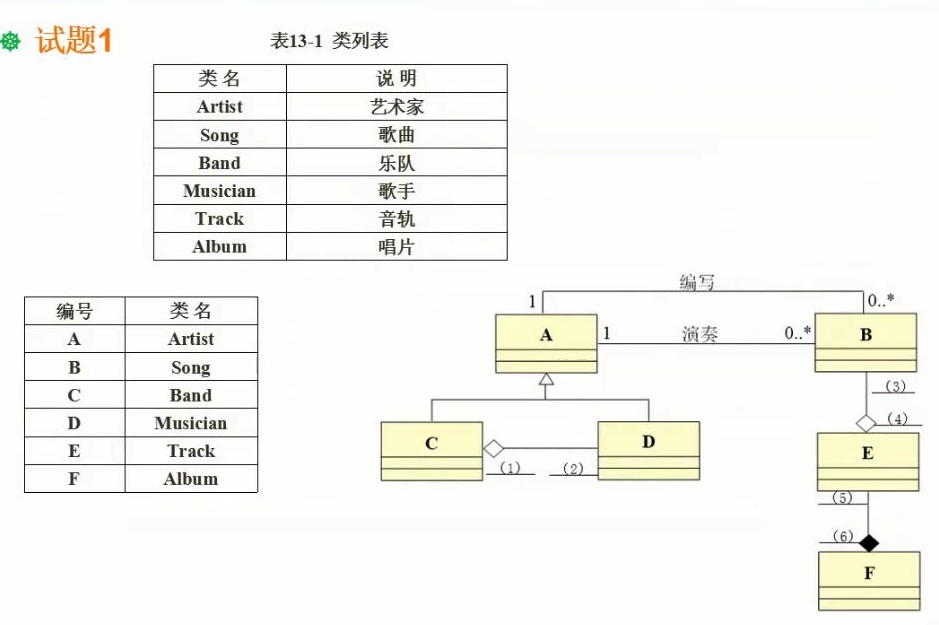 试题1
表13-1 类列表
类 名 说 明
Artist 艺术家
Song 歌曲
Band 乐队
Musician 歌手
Track 音轨
Album 唱片
编号 类 名
A Artist
B Song
C Band
D Musician
E Track
F Album
编写
1 0..*
A 1 演奏 0..* B
(3)
(4)
C D
(1) (2)
E
(5)
(6)
F